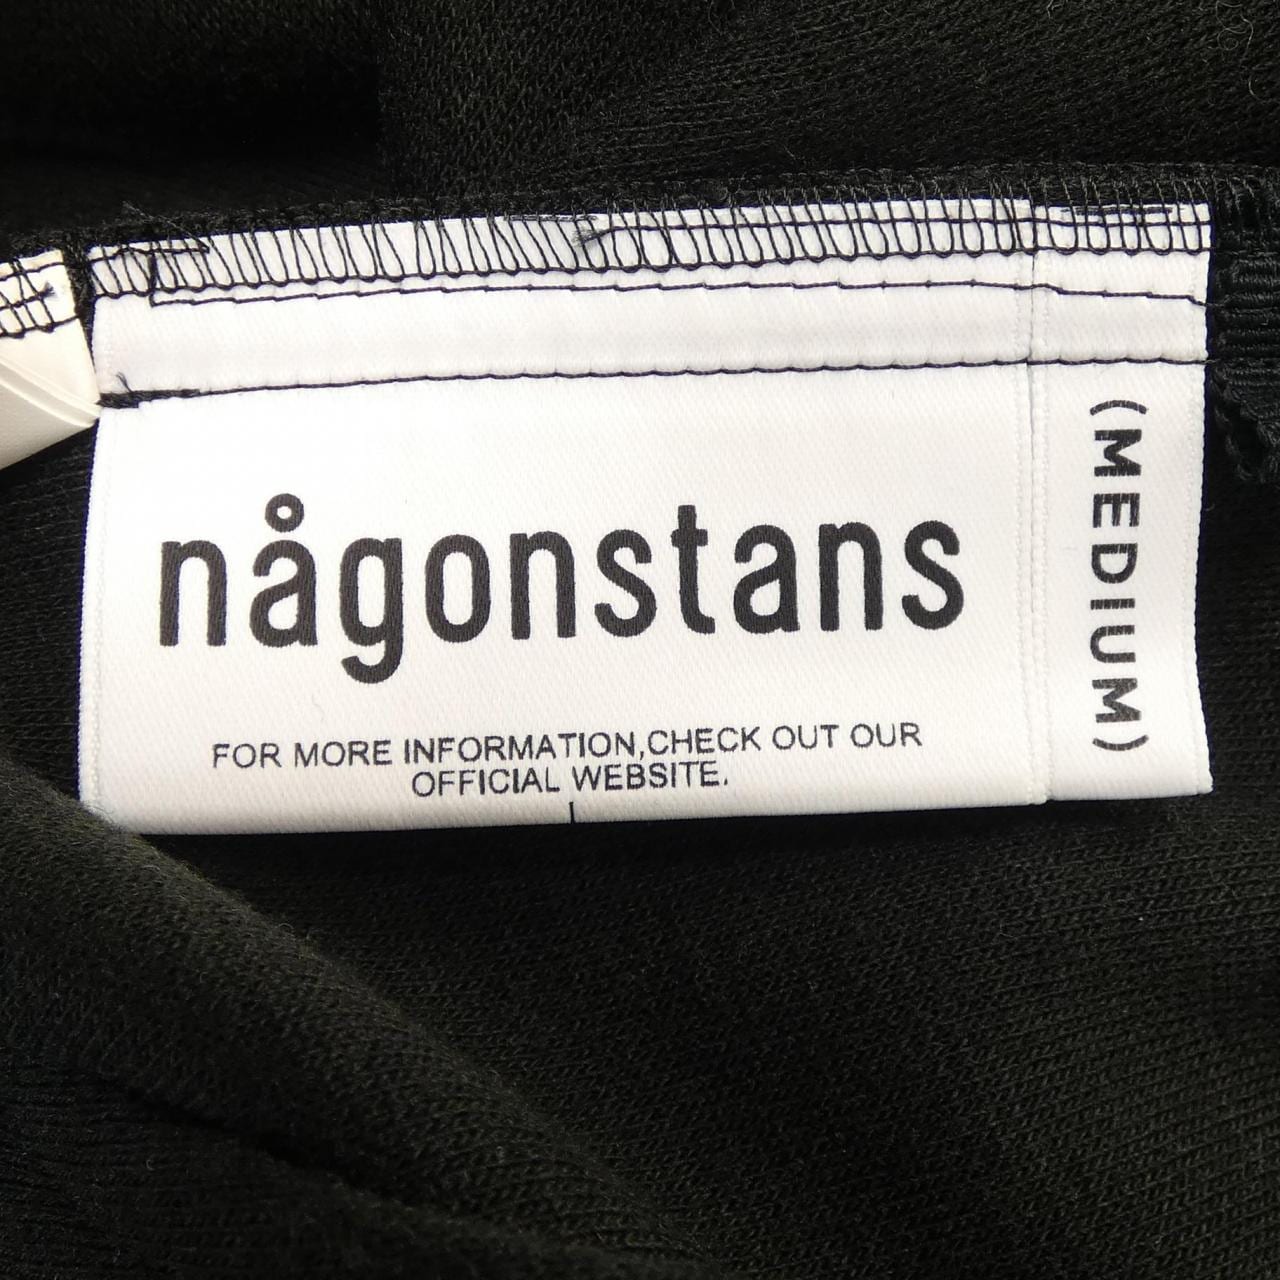 någonstans
FOR MORE INFORMATION,CHECK OUT OUR
OFFICIAL WEBSITE.
(MEDIUM)